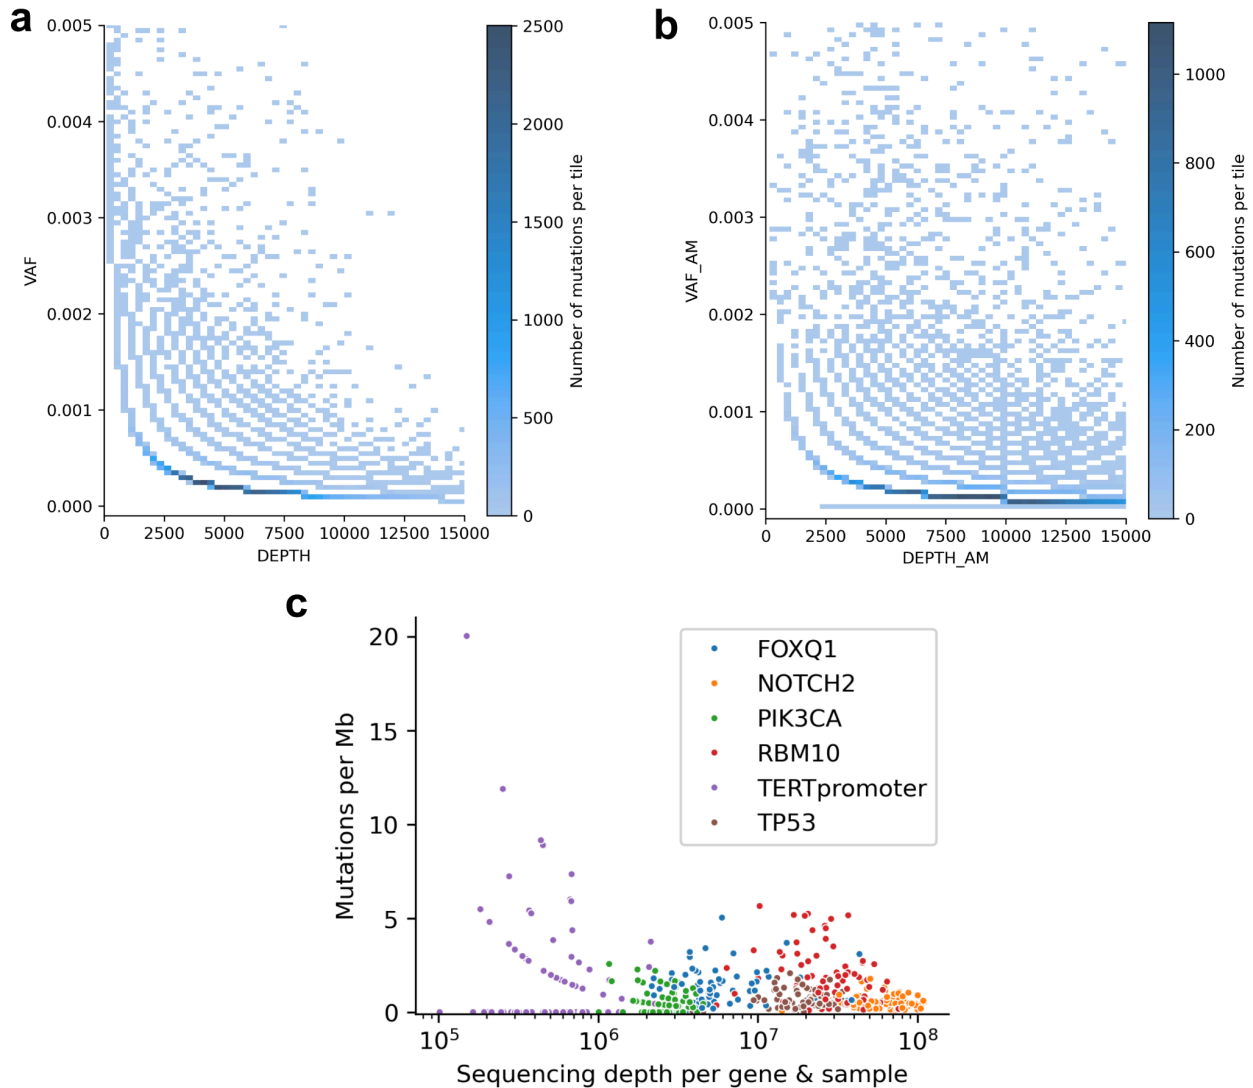 a
0.005
0.004
0.003
0.002
0.001
0.000
VAF
0
2500
5000
7500
10000
12500
15000
DEPTH
2500
2000
1500
1000
500
0
Number of mutations per tile
b
0.005
0.004
0.003
0.002
0.001
0.000
VAF_AM
0
2500
5000
7500
10000
12500
15000
DEPTH_AM
1000
800
600
400
200
0
Number of mutations per tile
c
20
15
10
5
0
Mutations per Mb
FOXQ1
NOTCH2
PIK3CA
RBM10
TERTpromoter
TP53
10⁵
10⁶
10⁷
10⁸
Sequencing depth per gene & sample